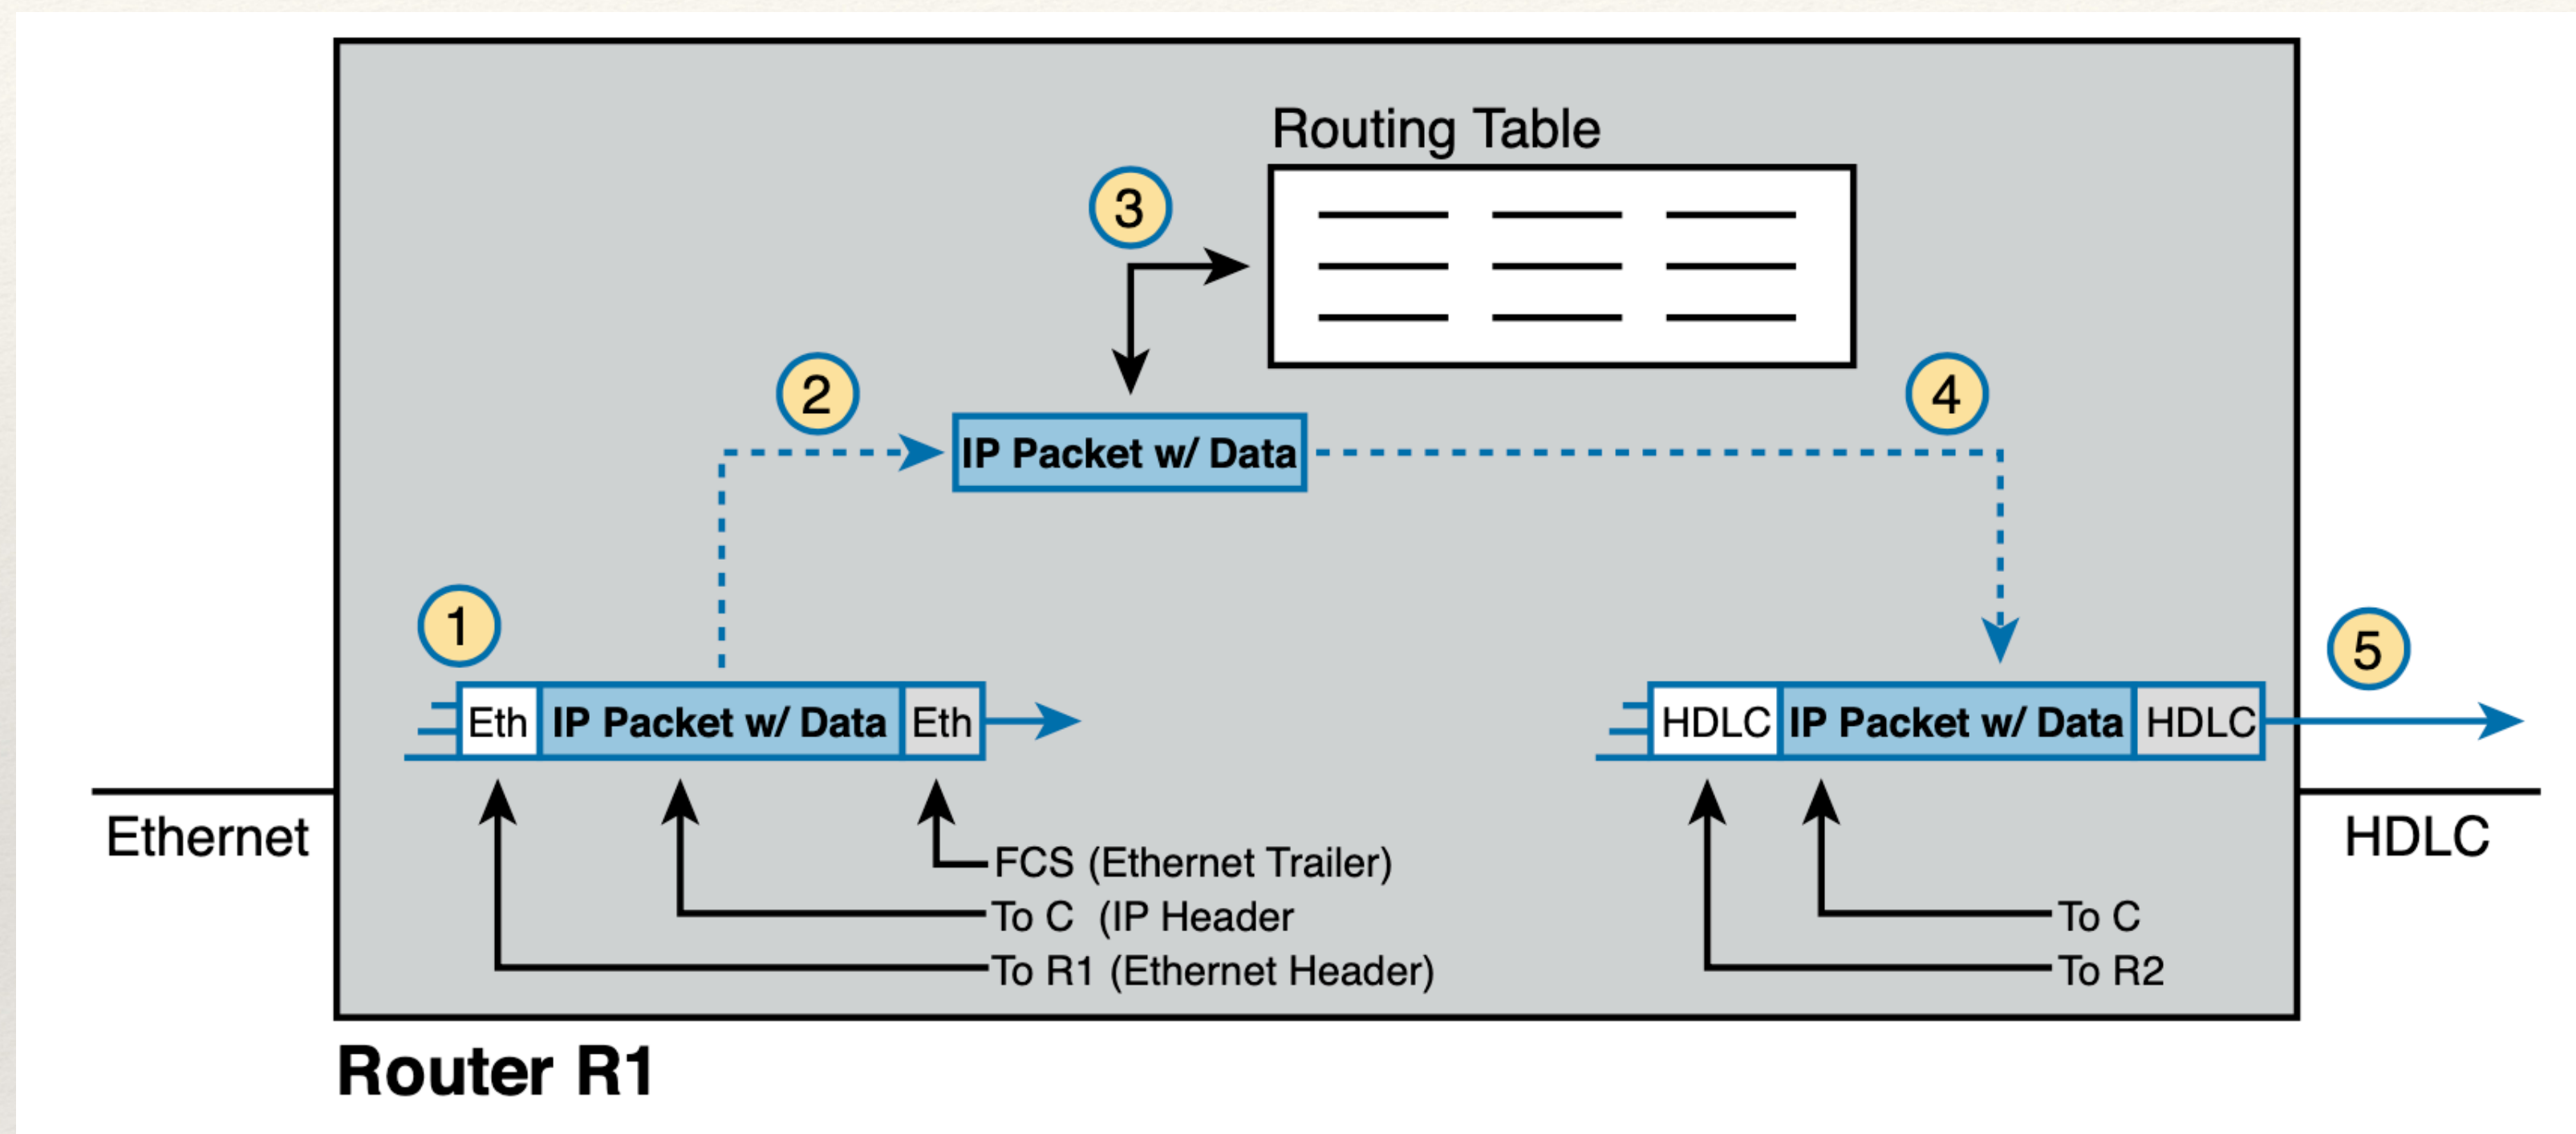 Routing Table
3
2
4
IP Packet w/ Data
1
5
Eth IP Packet w/ Data Eth
HDLC IP Packet w/ Data HDLC
Ethernet
HDLC
FCS (Ethernet Trailer)
To C (IP Header
To R1 (Ethernet Header)
To C
To R2
Router R1